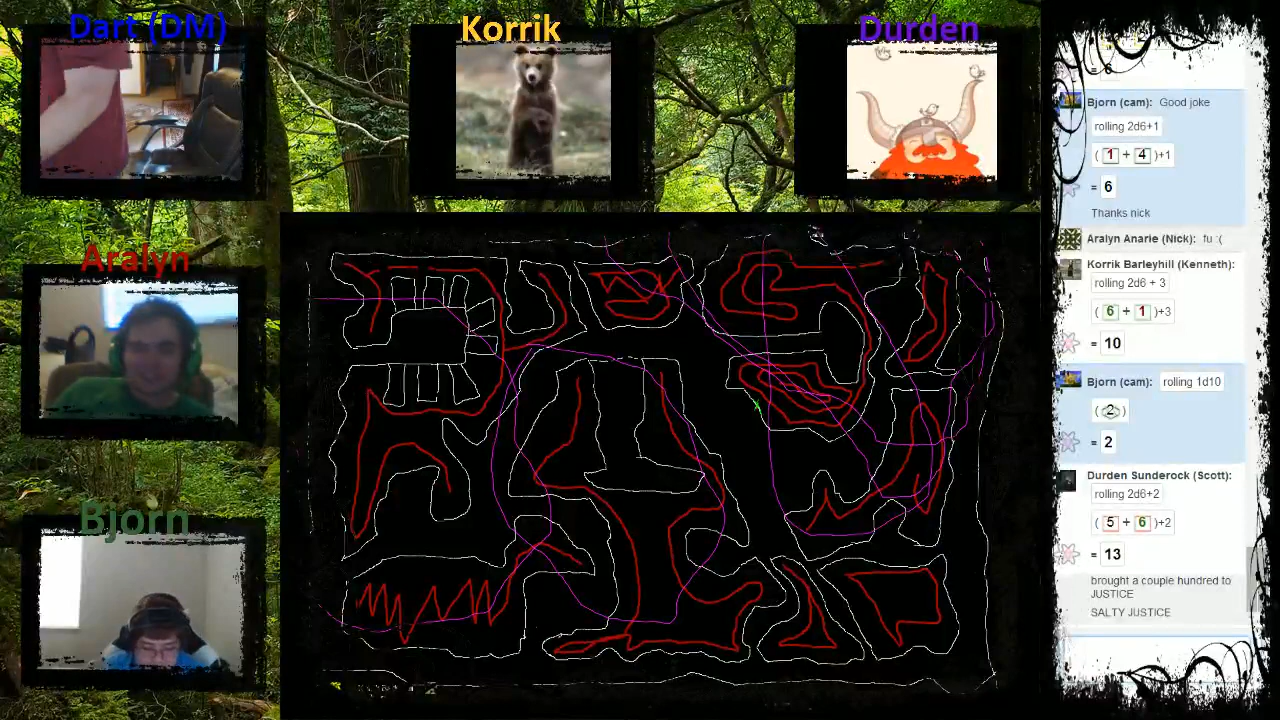 Dart (DM)
Korrik
Durden
Aralyn
Bjorn
Bjorn (cam): Good joke
rolling 2d6+1
( 1 + 4 )+1
= 6
Thanks nick
Aralyn Anarie (Nick): fu :(
Korrik Barleyhill (Kenneth):
rolling 2d6 + 3
( 6 + 1 )+3
= 10
Bjorn (cam): rolling 1d10
( 2 )
= 2
Durden Sunderock (Scott):
rolling 2d6+2
( 5 + 6 )+2
= 13
brought a couple hundred to
JUSTICE
SALTY JUSTICE